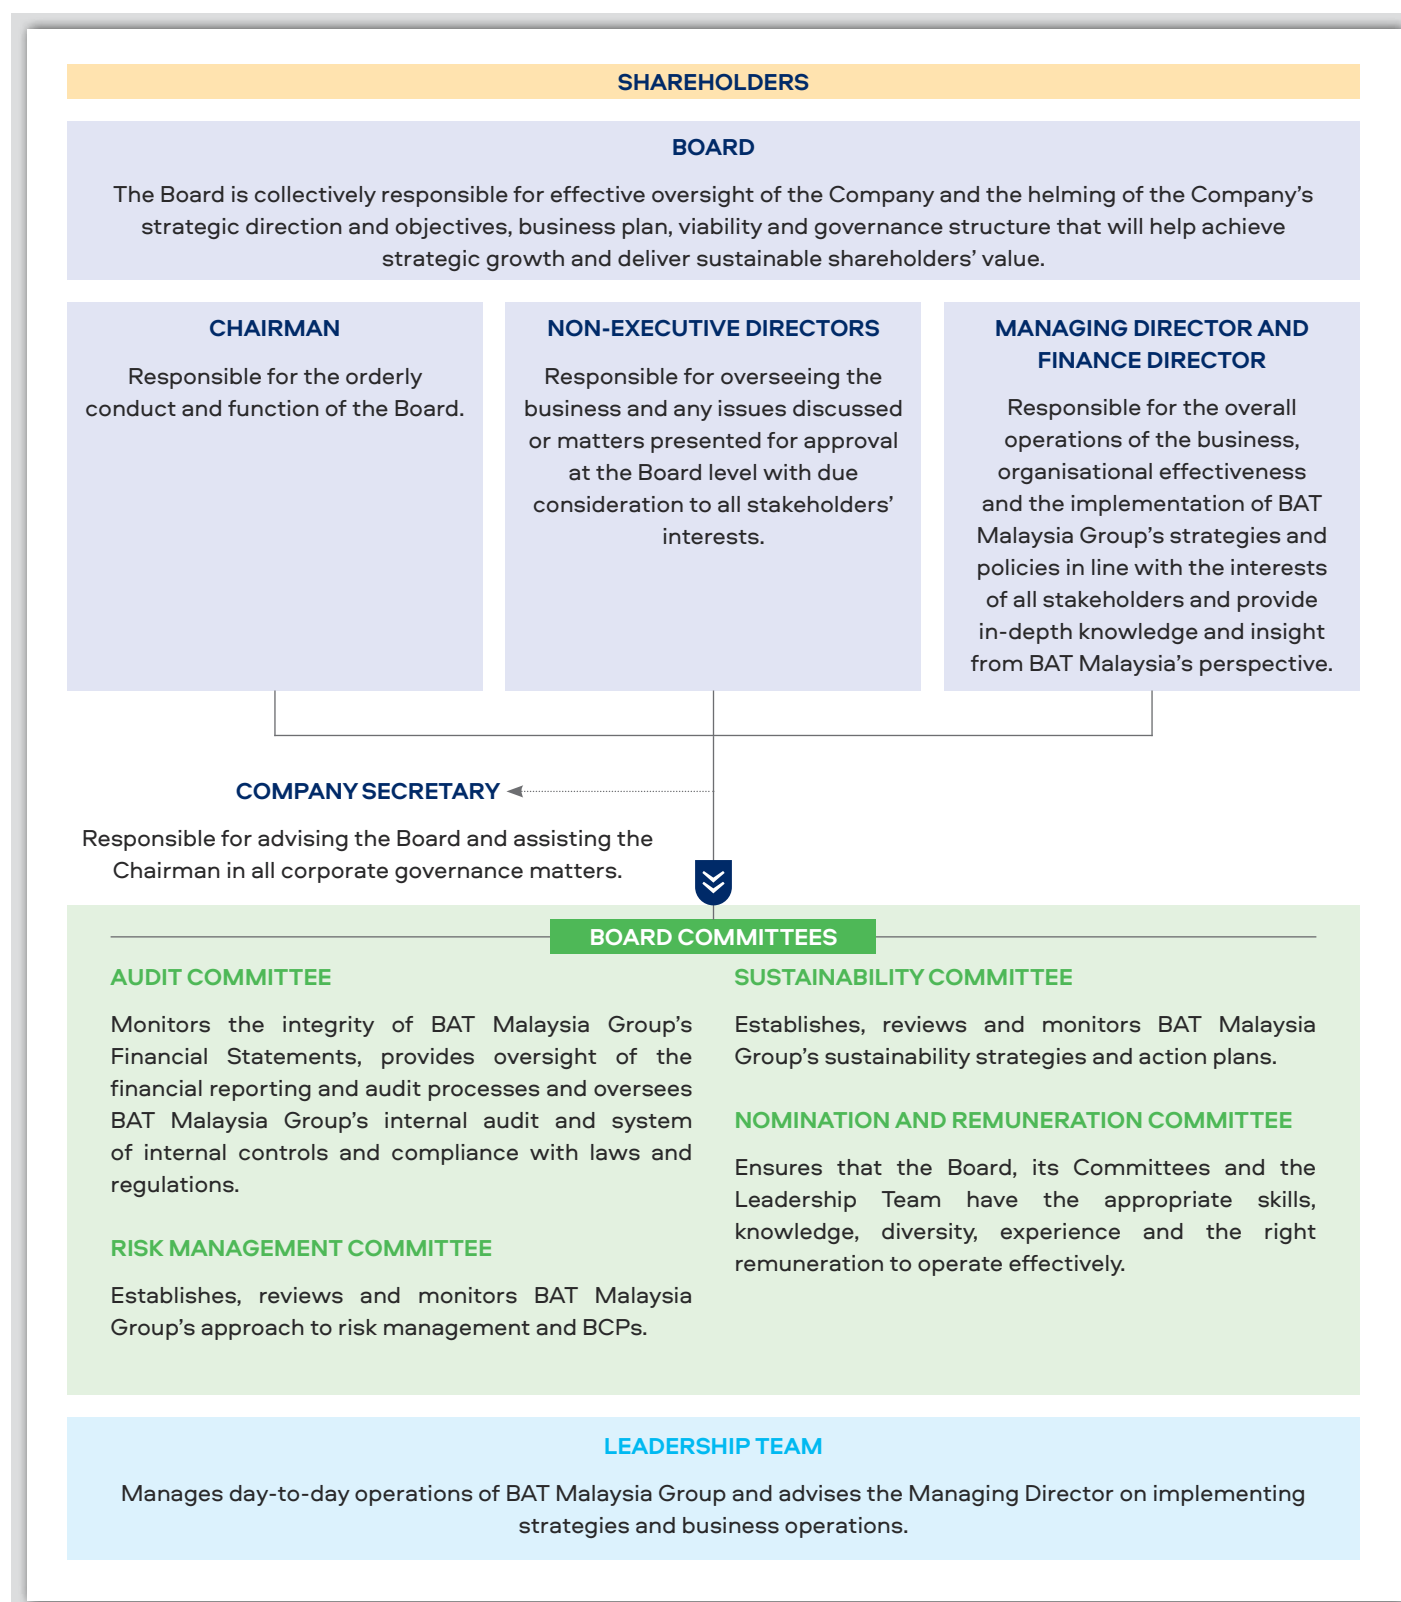 SHAREHOLDERS
BOARD
The Board is collectively responsible for effective oversight of the Company and the helming of the Company’s
strategic direction and objectives, business plan, viability and governance structure that will help achieve
strategic growth and deliver sustainable shareholders’ value.
CHAIRMAN
Responsible for the orderly
conduct and function of the Board.
NON-EXECUTIVE DIRECTORS
Responsible for overseeing the
business and any issues discussed
or matters presented for approval
at the Board level with due
consideration to all stakeholders’
interests.
MANAGING DIRECTOR AND
FINANCE DIRECTOR
Responsible for the overall
operations of the business,
organisational effectiveness
and the implementation of BAT
Malaysia Group’s strategies and
policies in line with the interests
of all stakeholders and provide
in-depth knowledge and insight
from BAT Malaysia’s perspective.
COMPANY SECRETARY
Responsible for advising the Board and assisting the
Chairman in all corporate governance matters.
BOARD COMMITTEES
AUDIT COMMITTEE
Monitors the integrity of BAT Malaysia Group’s
Financial Statements, provides oversight of the
financial reporting and audit processes and oversees
BAT Malaysia Group’s internal audit and system
of internal controls and compliance with laws and
regulations.
RISK MANAGEMENT COMMITTEE
Establishes, reviews and monitors BAT Malaysia
Group’s approach to risk management and BCPs.
SUSTAINABILITY COMMITTEE
Establishes, reviews and monitors BAT Malaysia
Group’s sustainability strategies and action plans.
NOMINATION AND REMUNERATION COMMITTEE
Ensures that the Board, its Committees and the
Leadership Team have the appropriate skills,
knowledge, diversity, experience and the right
remuneration to operate effectively.
LEADERSHIP TEAM
Manages day-to-day operations of BAT Malaysia Group and advises the Managing Director on implementing
strategies and business operations.